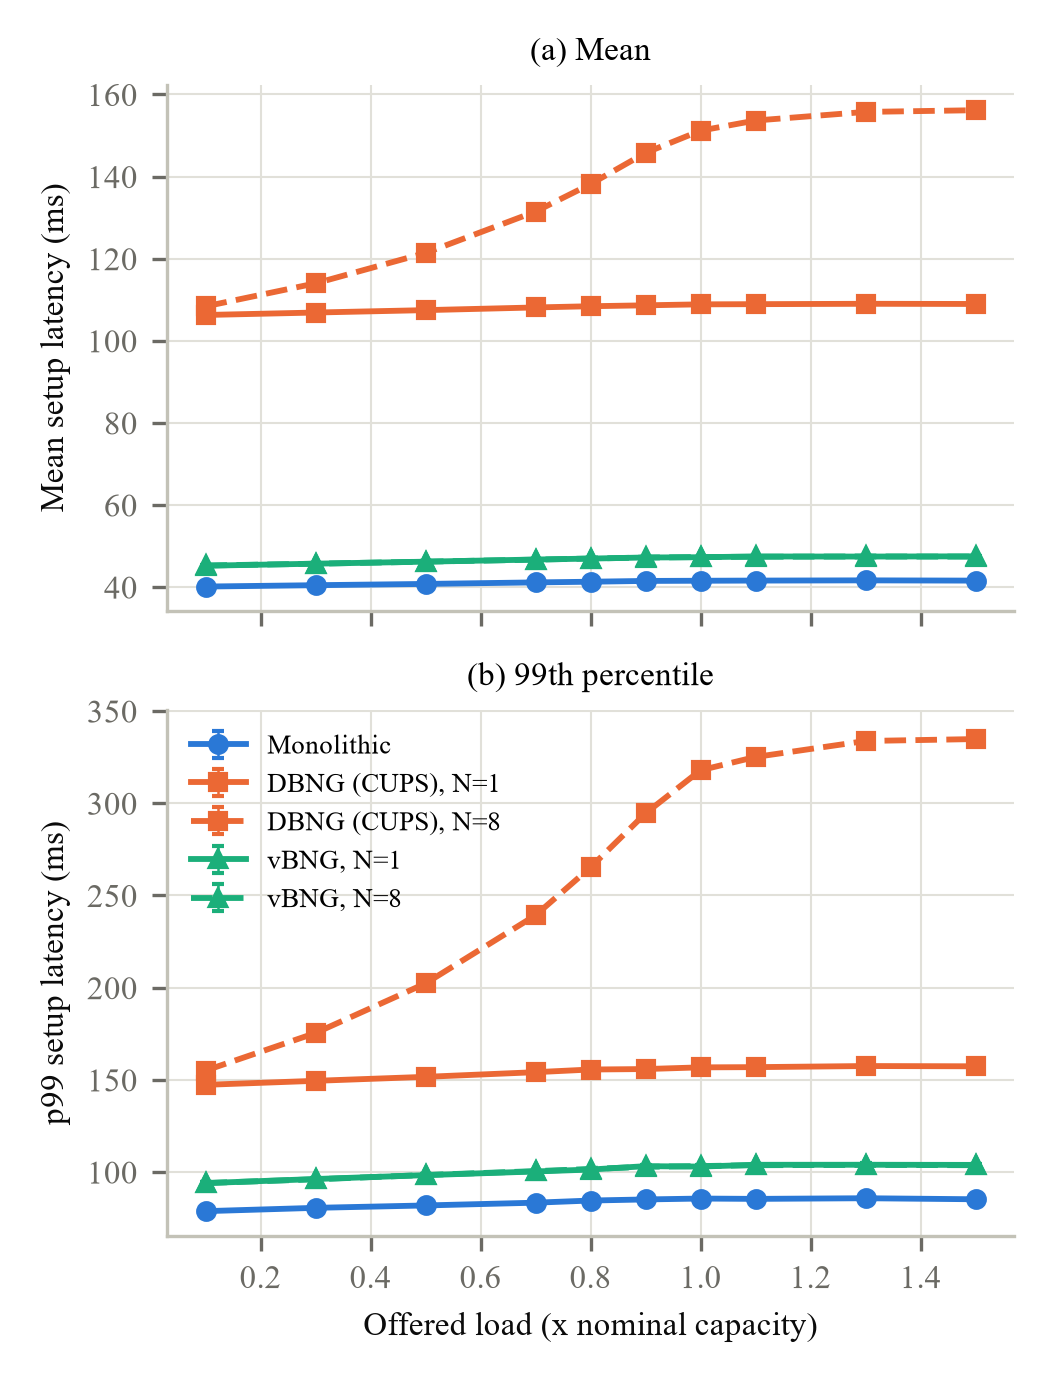 (a) Mean
160
140
120
100
80
60
40
Mean setup latency (ms)
(b) 99th percentile
350
300
250
200
150
100
p99 setup latency (ms)
Monolithic
DBNG (CUPS), N=1
DBNG (CUPS), N=8
vBNG, N=1
vBNG, N=8
0.2 0.4 0.6 0.8 1.0 1.2 1.4
Offered load (x nominal capacity)